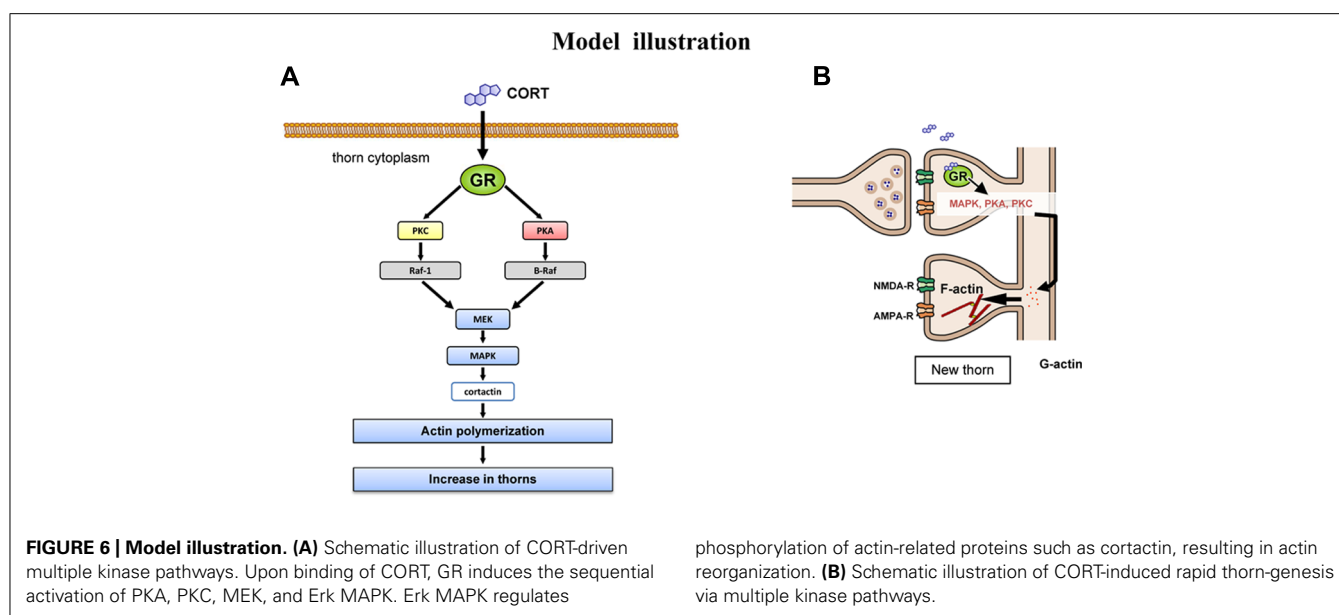 Model illustration
A
CORT
thorn cytoplasm
GR
PKC
PKA
Raf-1
B-Raf
MEK
MAPK
cortactin
Actin polymerization
Increase in thorns
B
GR
MAPK, PKA, PKC
NMDA-R
F-actin
AMPA-R
New thorn
G-actin
FIGURE 6 | Model illustration. (A) Schematic illustration of CORT-driven
multiple kinase pathways. Upon binding of CORT, GR induces the sequential
activation of PKA, PKC, MEK, and Erk MAPK. Erk MAPK regulates
phosphorylation of actin-related proteins such as cortactin, resulting in actin
reorganization. (B) Schematic illustration of CORT-induced rapid thorn-genesis
via multiple kinase pathways.